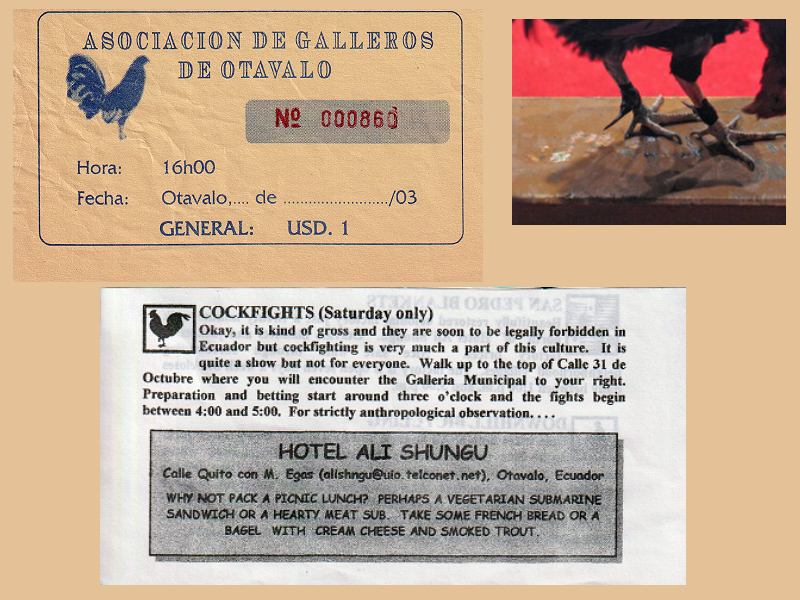 ASOCIACION DE GALLEROS
DE OTAVALO
Nº 000860
Hora: 16h00
Fecha: Otavalo,.... de ......................../03
GENERAL: USD. 1
COCKFIGHTS (Saturday only)
Okay, it is kind of gross and they are soon to be legally forbidden in
Ecuador but cockfighting is very much a part of this culture. It is
quite a show but not for everyone. Walk up to the top of Calle 31 de
Octubre where you will encounter the Galleria Municipal to your right.
Preparation and betting start around three o'clock and the fights begin
between 4:00 and 5:00. For strictly anthropological observation....
HOTEL ALI SHUNGU
Calle Quito con M. Egas (alishngu@uio.telconet.net), Otavalo, Ecuador
WHY NOT PACK A PICNIC LUNCH? PERHAPS A VEGETARIAN SUBMARINE
SANDWICH OR A HEARTY MEAT SUB. TAKE SOME FRENCH BREAD OR A
BAGEL WITH CREAM CHEESE AND SMOKED TROUT.